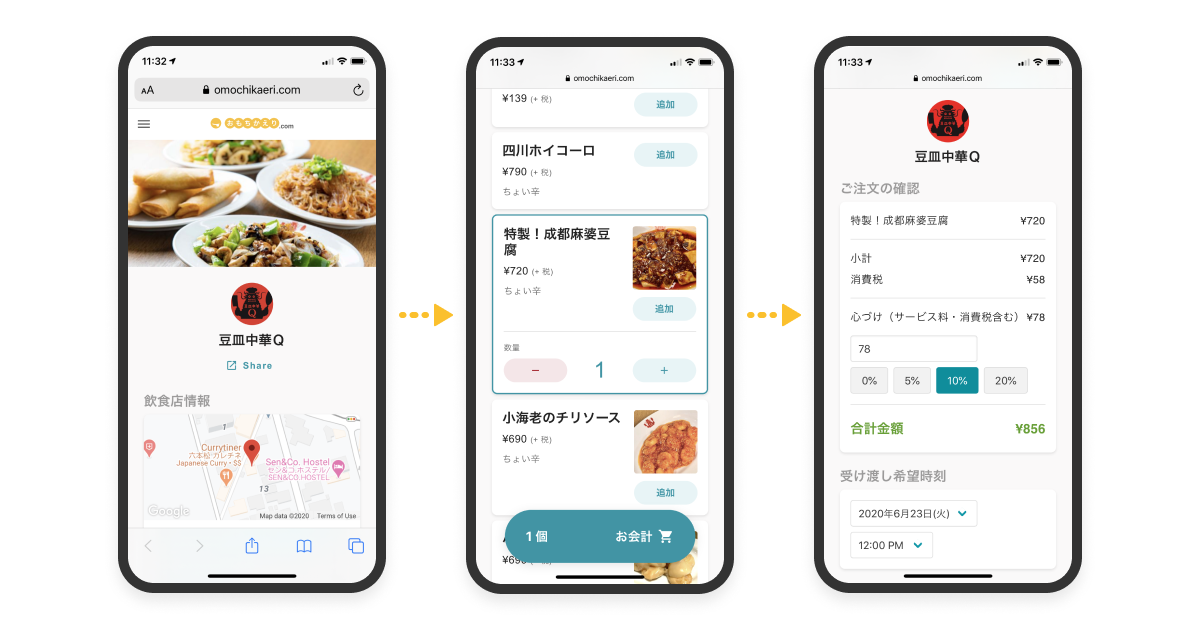 11:32
AA
omochikaeri.com
おもちかえり.com
豆皿中華Q
Share
飲食店情報
Currytiner
六本松 カレチネ
Japanese Curry • $$
Sen&Co. Hostel
セン&コ.ホステル/
SEN&CO.HOSTEL
13
Google
Map data ©2020
Terms of Use
11:33
omochikaeri.com
¥139 (+ 税)
追加
四川ホイコーロ
追加
¥790 (+ 税)
ちょい辛
特製！成都麻婆豆
腐
¥720 (+ 税)
ちょい辛
追加
数量
−
1
+
小海老のチリソース
¥690 (+ 税)
ちょい辛
追加
1 個
お会計
¥690
11:33
omochikaeri.com
豆皿中華Q
ご注文の確認
特製！成都麻婆豆腐 ¥720
小計 ¥720
消費税 ¥58
心づけ（サービス料・消費税含む） ¥78
78
0% 5% 10% 20%
合計金額 ¥856
受け渡し希望時刻
2020年6月23日(火)
12:00 PM